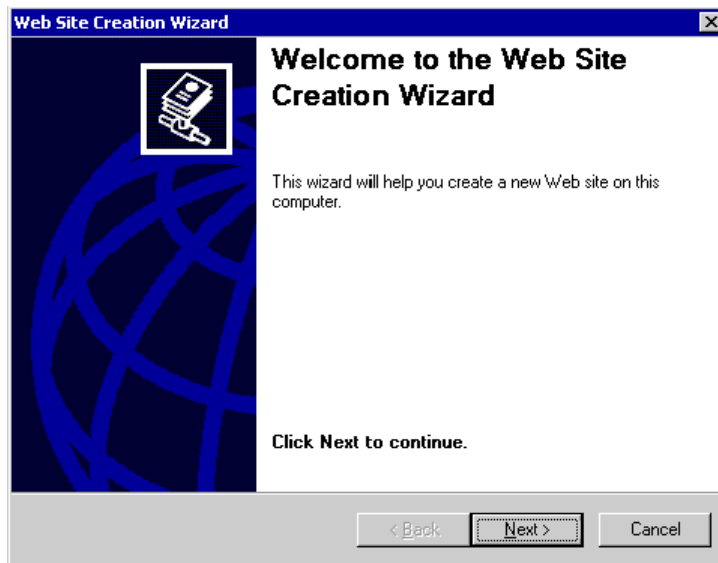 Web Site Creation Wizard
Welcome to the Web Site
Creation Wizard
This wizard will help you create a new Web site on this
computer.
Click Next to continue.
< Back Next > Cancel